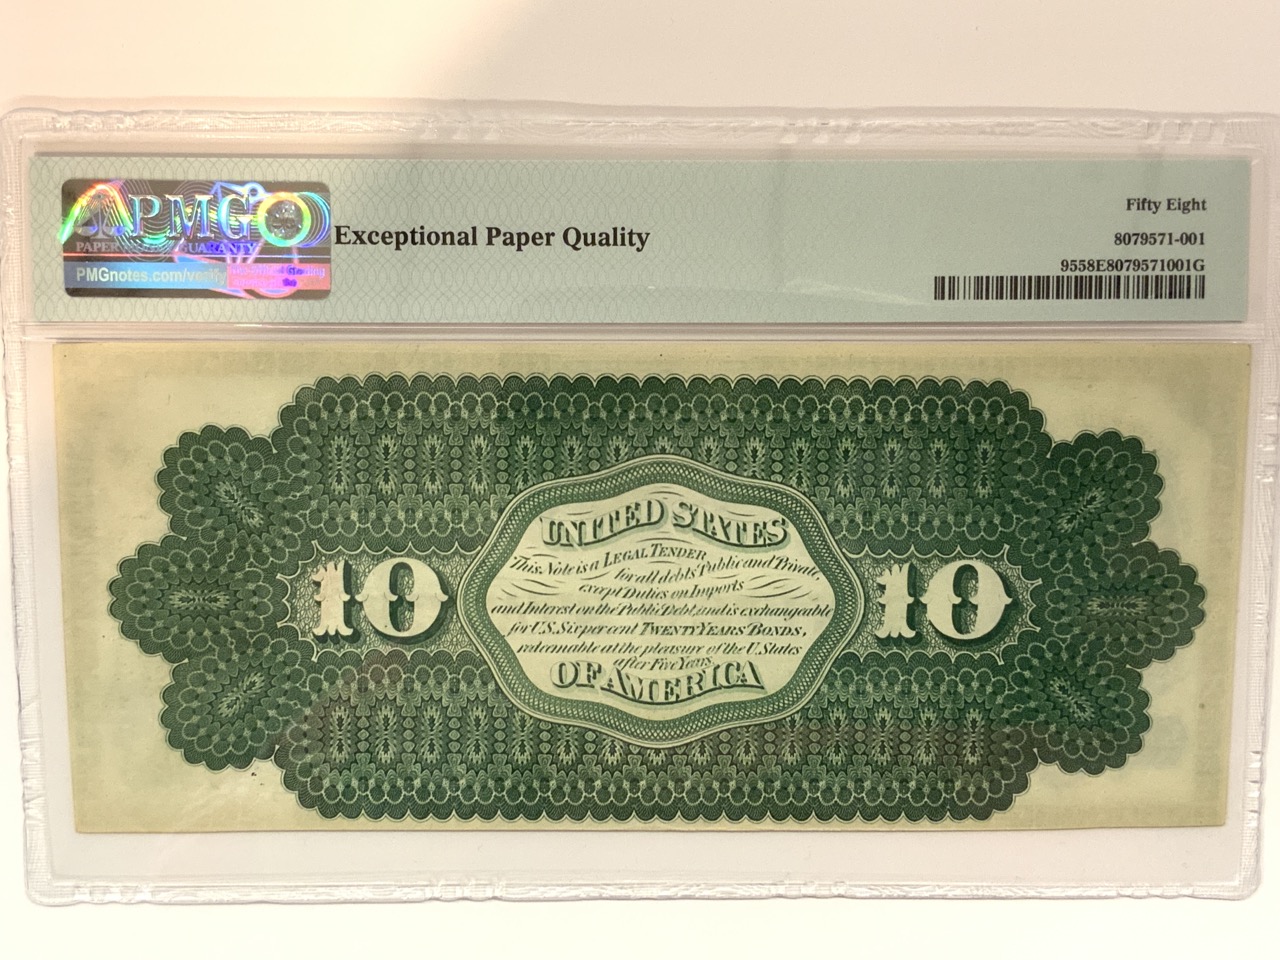 PMG
PAPER MONEY GUARANTY
PMGnotes.com/verify
Exceptional Paper Quality
Fifty Eight
8079571-001
9558E8079571001G
UNITED STATES
This Note is a LEGAL TENDER
for all debts Public and Private,
except Duties on Imports
and Interest on the Public Debt, and is exchangeable
for U.S. Six per cent TWENTY YEARS BONDS,
redeemable at the pleasure of the U. States
after Five Years.
OF AMERICA
10
10